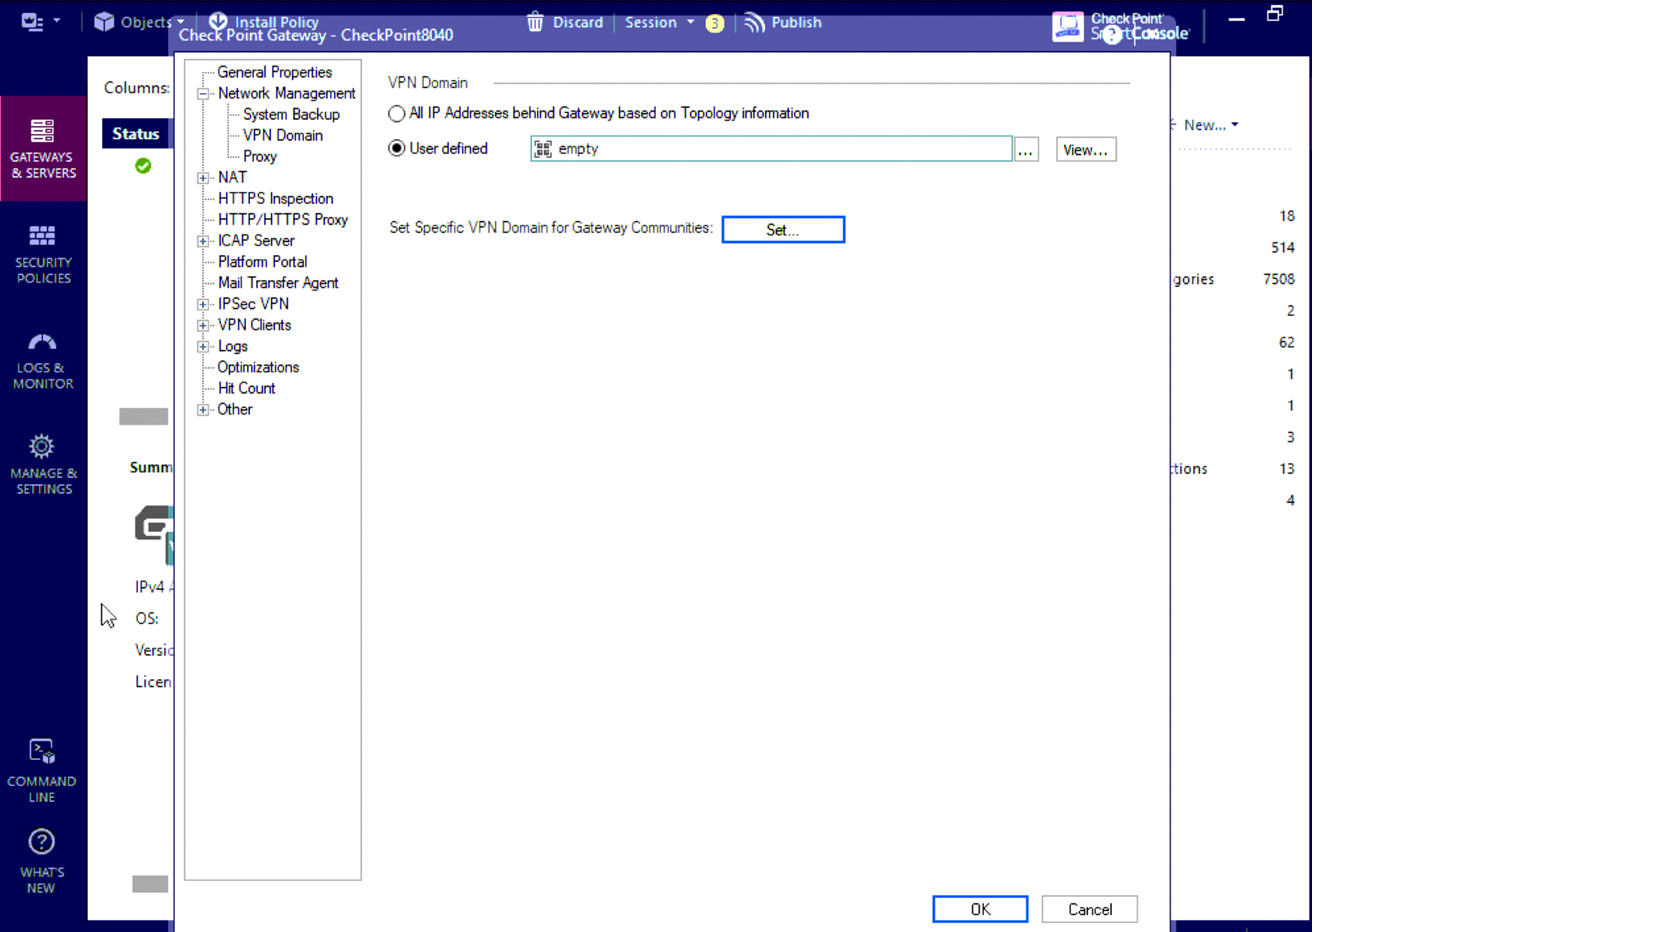 Objects
Install Policy
Discard
Session
3
Publish
Check Point
SmartConsole
Check Point Gateway - CheckPoint8040
Columns:
Status
GATEWAYS
& SERVERS
SECURITY
POLICIES
LOGS &
MONITOR
MANAGE &
SETTINGS
COMMAND
LINE
WHAT'S
NEW
Summ
IPv4
OS:
Versio
Licen
General Properties
Network Management
System Backup
VPN Domain
Proxy
NAT
HTTPS Inspection
HTTP/HTTPS Proxy
ICAP Server
Platform Portal
Mail Transfer Agent
IPSec VPN
VPN Clients
Logs
Optimizations
Hit Count
Other
VPN Domain
All IP Addresses behind Gateway based on Topology information
User defined
empty
...
View...
Set Specific VPN Domain for Gateway Communities:
Set...
OK
Cancel
New...
18
514
gories 7508
2
62
1
1
3
tions 13
4